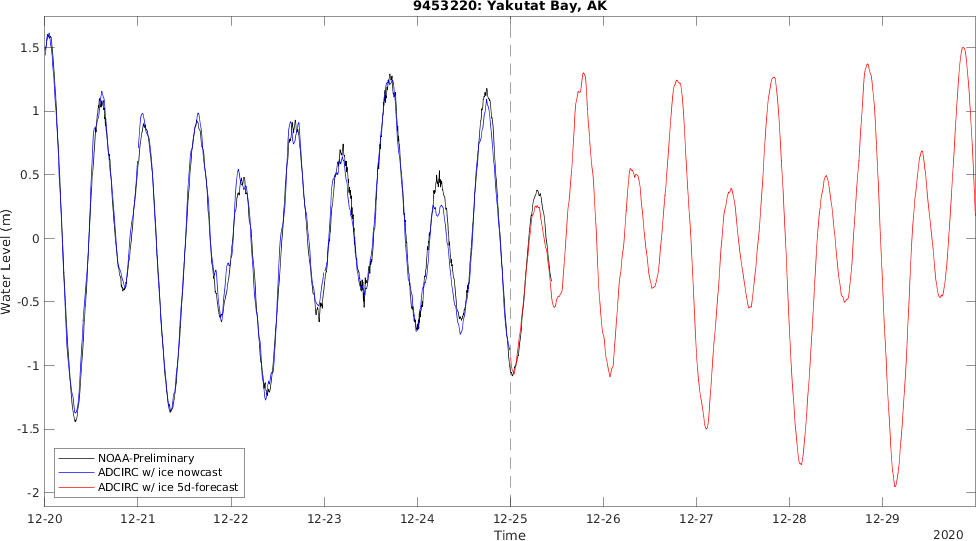 9453220: Yakutat Bay, AK
Water Level (m)
1.5
1
0.5
0
-0.5
-1
-1.5
-2
NOAA-Preliminary
ADCIRC w/ ice nowcast
ADCIRC w/ ice 5d-forecast
12-20 12-21 12-22 12-23 12-24 12-25 12-26 12-27 12-28 12-29
Time
2020